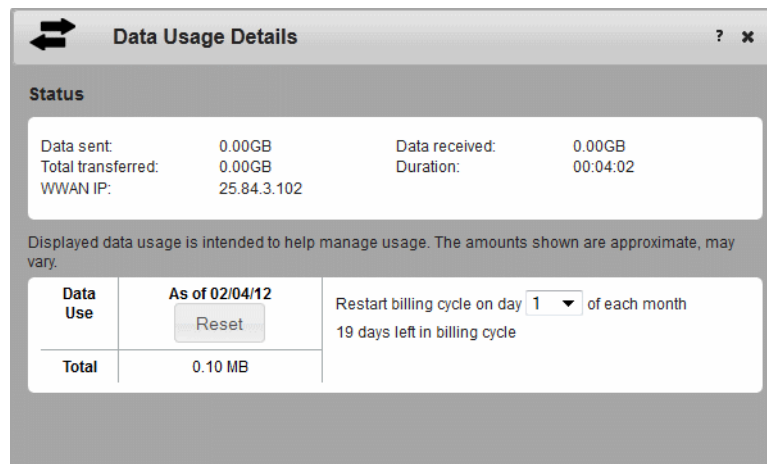 Data Usage Details ? ✖
Status
Data sent: 0.00GB Data received: 0.00GB
Total transferred: 0.00GB Duration: 00:04:02
WWAN IP: 25.84.3.102
Displayed data usage is intended to help manage usage. The amounts shown are approximate, may
vary.
Data Use As of 02/04/12
Reset
Restart billing cycle on day 1 of each month
19 days left in billing cycle
Total 0.10 MB